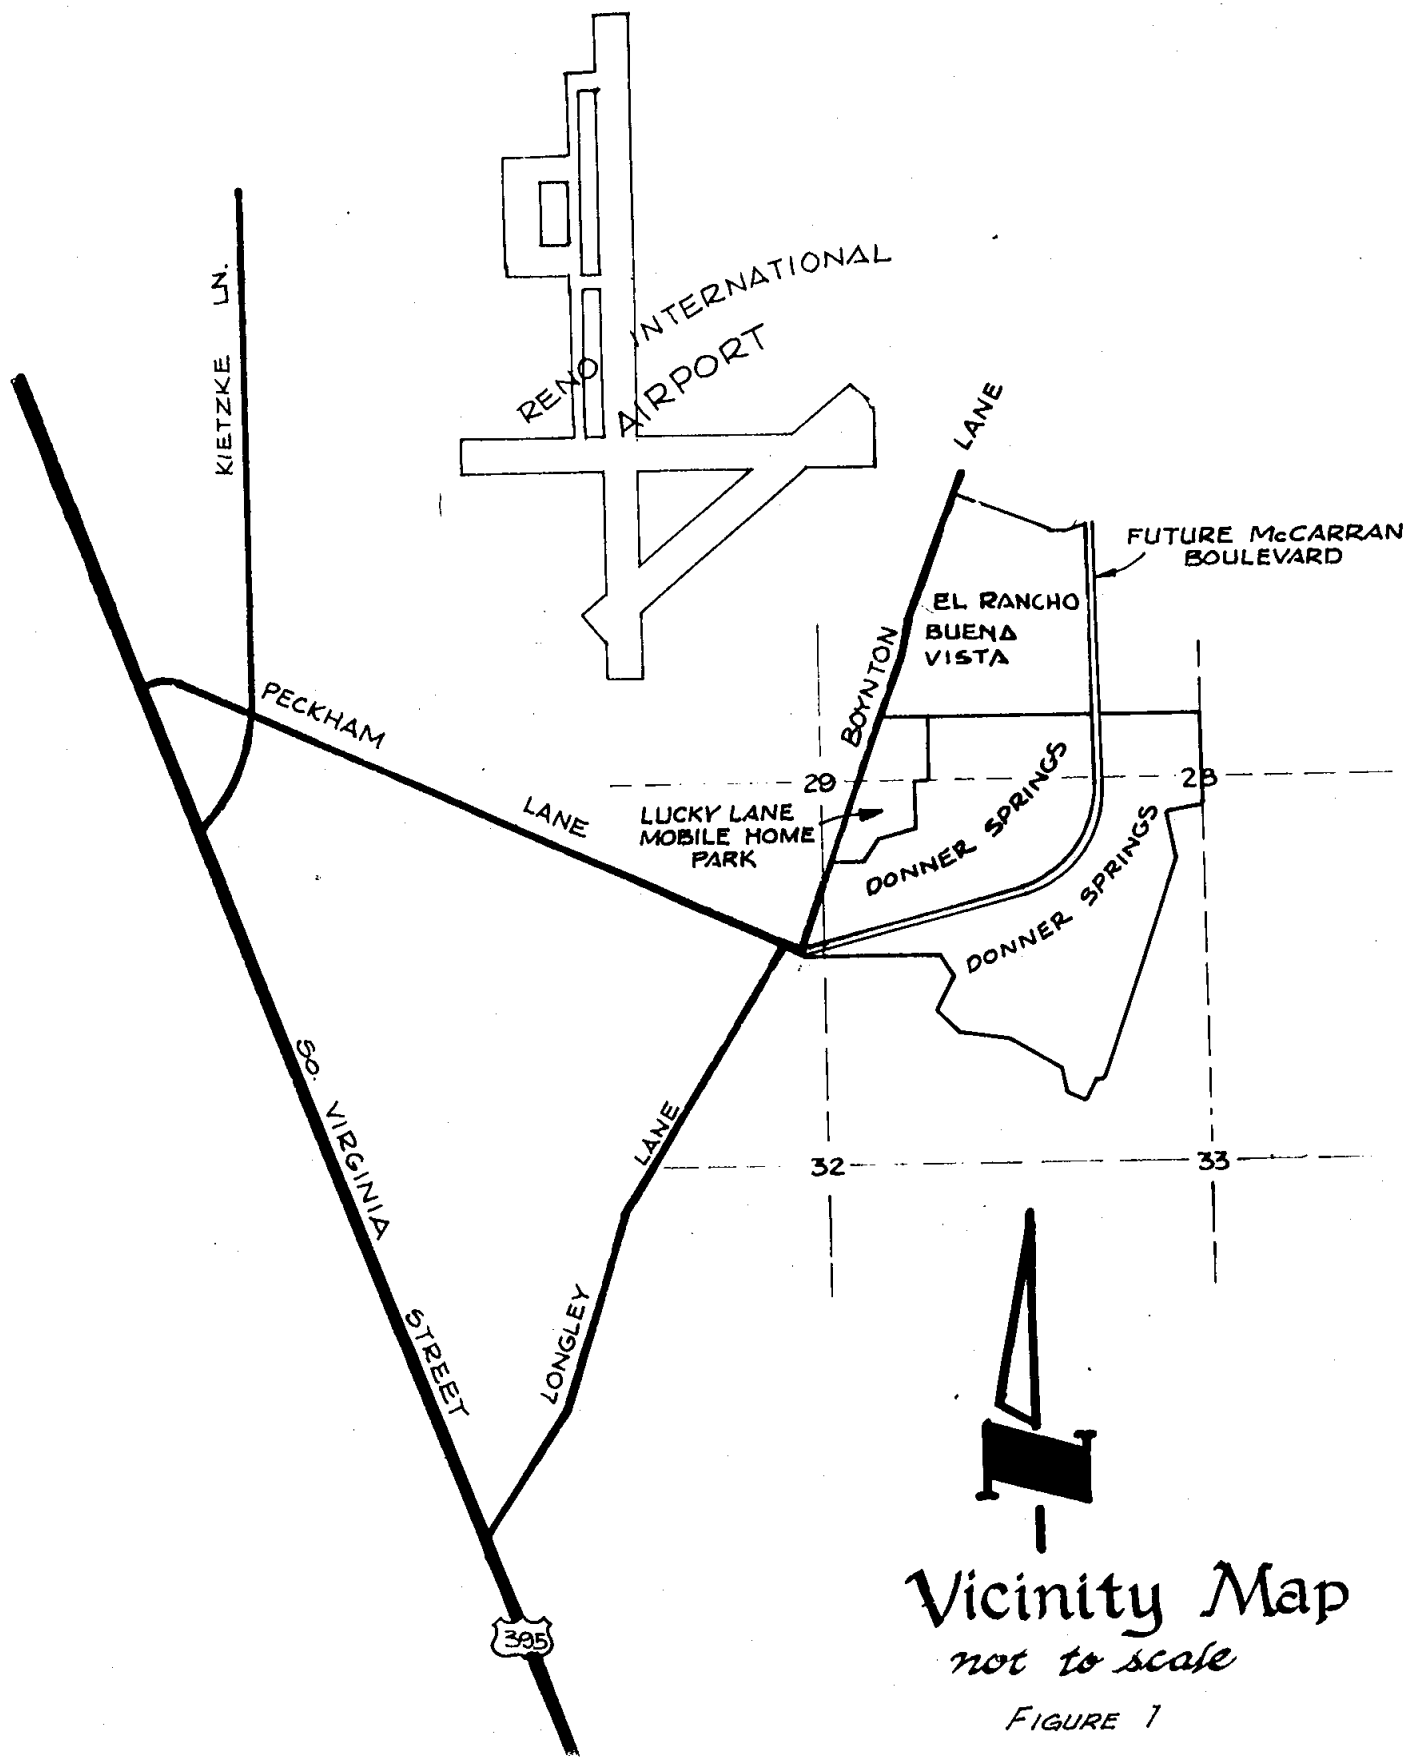 RENO INTERNATIONAL
AIRPORT
KIETZKE LN.
LANE
BOYNTON
FUTURE McCARRAN
BOULEVARD
EL RANCHO
BUENA
VISTA
PECKHAM
LANE
29
28
LUCKY LANE
MOBILE HOME
PARK
DONNER SPRINGS
DONNER SPRINGS
SO. VIRGINIA
STREET
LANE
LONGLEY
32
33
395
Vicinity Map
not to scale
FIGURE 1